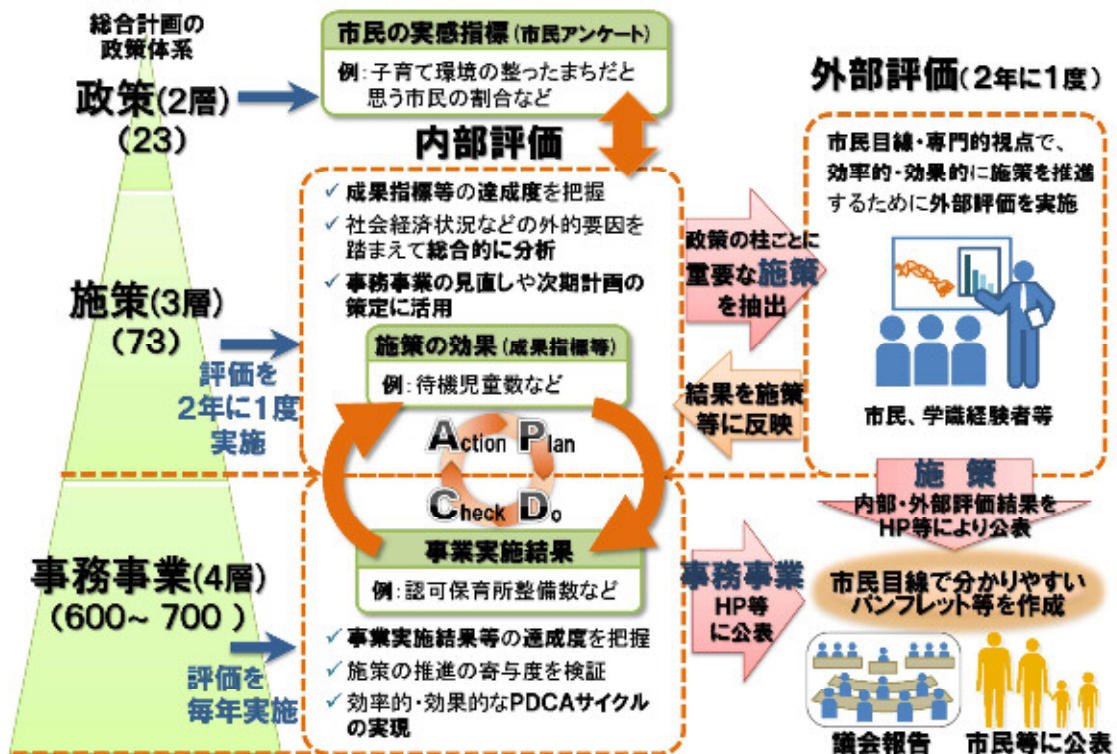 総合計画の
政策体系
政策(2層)
(23)
市民の実感指標(市民アンケート)
例:子育て環境の整ったまちだと
思う市民の割合など
内部評価
✓ 成果指標等の達成度を把握
✓ 社会経済状況などの外的要因を
踏まえて総合的に分析
✓ 事務事業の見直しや次期計画の
策定に活用
施策(3層)
(73)
評価を
2年に1度
実施
施策の効果(成果指標等)
例:待機児童数など
Action Plan
Check Do
事業実施結果
例:認可保育所整備数など
事務事業(4層)
(600~ 700 )
評価を
毎年実施
✓ 事業実施結果等の達成度を把握
✓ 施策の推進の寄与度を検証
✓ 効率的・効果的なPDCAサイクル
の実現
政策の柱ごとに
重要な施策
を抽出
結果を施策
等に反映
外部評価(2年に1度)
市民目線・専門的視点で、
効率的・効果的に施策を推進
するために外部評価を実施
市民、学識経験者等
施 策
内部・外部評価結果を
HP等により公表
事務事業
HP等
に公表
市民目線で分かりやすい
パンフレット等を作成
議会報告
市民等に公表